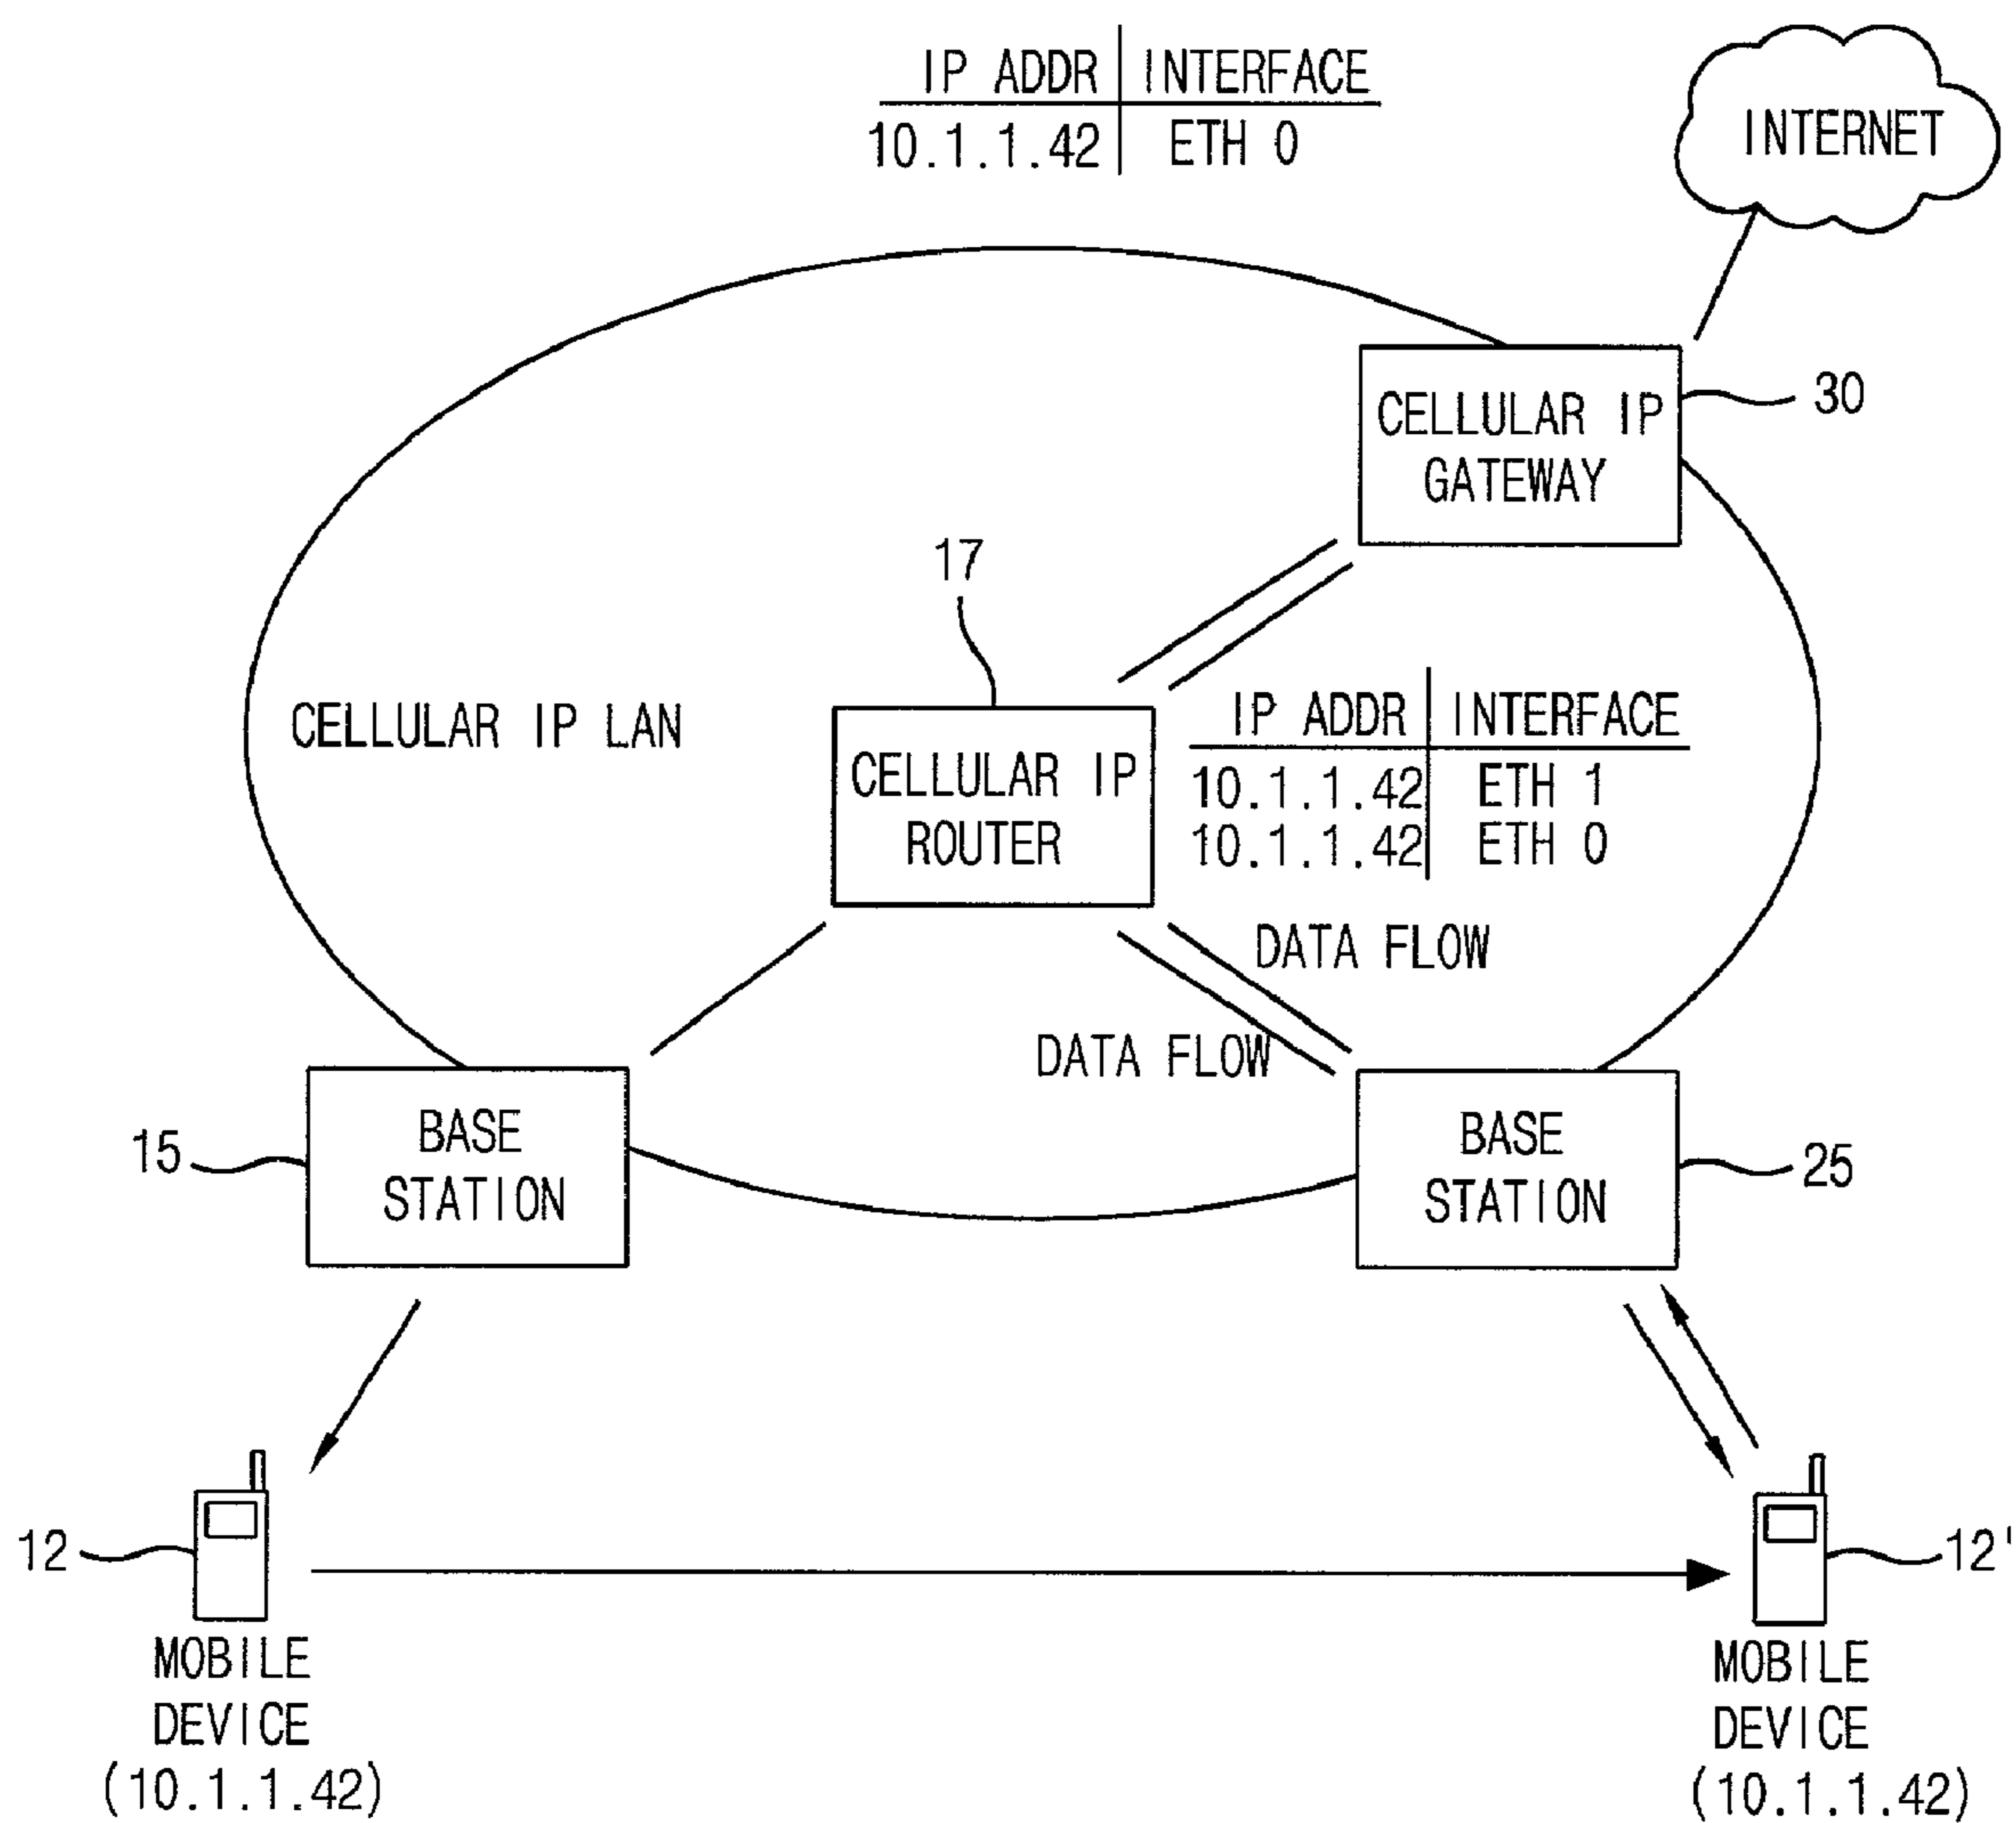 IP ADDR INTERFACE
10.1.1.42 ETH 0
INTERNET
CELLULAR IP
GATEWAY
30
17
CELLULAR IP LAN
CELLULAR IP
ROUTER
IP ADDR INTERFACE
10.1.1.42 ETH 1
10.1.1.42 ETH 0
DATA FLOW
DATA FLOW
15
BASE
STATION
BASE
STATION
25
12
12'
MOBILE
DEVICE
(10.1.1.42)
MOBILE
DEVICE
(10.1.1.42)